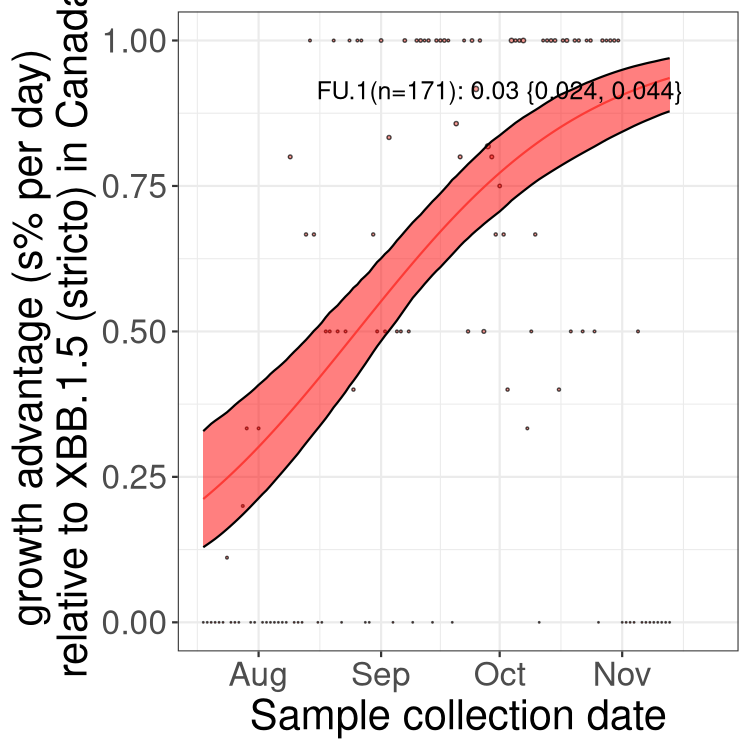 growth advantage (s% per day)
relative to XBB.1.5 (stricto) in Canada
1.00
0.75
0.50
0.25
0.00
FU.1(n=171): 0.03 {0.024, 0.044}
Aug Sep Oct Nov
Sample collection date